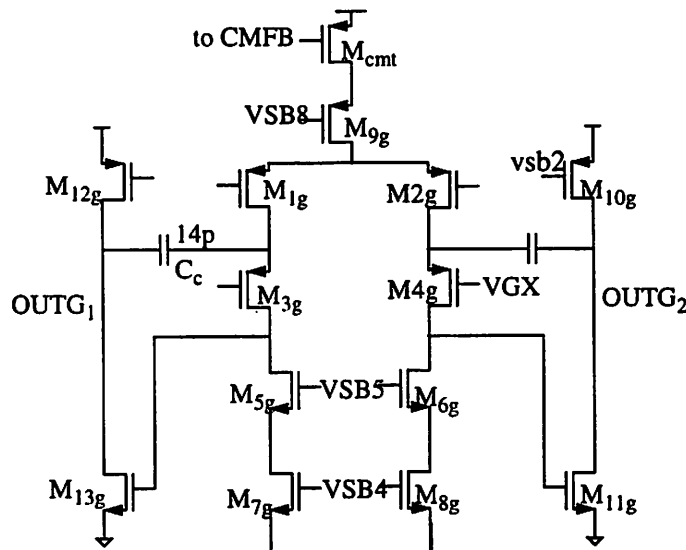 to CMFB
M_cmt
VSB8
M_9g
vsb2
M_12g
M_1g
M2g
M_10g
14p
C_c
OUTG_1
M_3g
M4g
VGX
OUTG_2
M_5g
VSB5
M_6g
M_13g
M_7g
VSB4
M_8g
M_11g